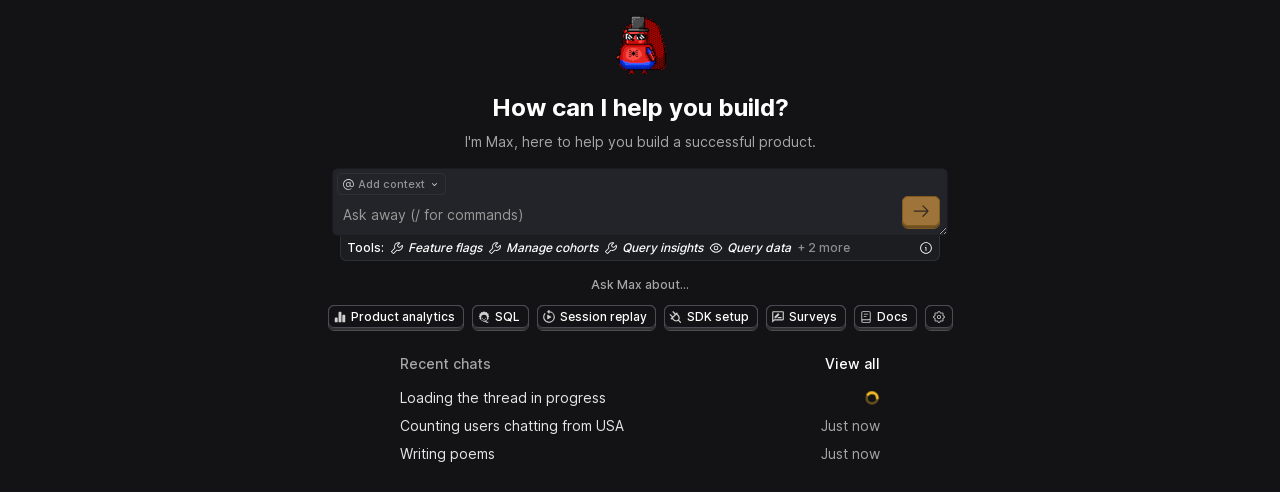 How can I help you build?
I'm Max, here to help you build a successful product.
@ Add context
Ask away (/ for commands)
Tools: Feature flags Manage cohorts Query insights Query data + 2 more
Ask Max about...
Product analytics SQL Session replay SDK setup Surveys Docs
Recent chats View all
Loading the thread in progress
Counting users chatting from USA Just now
Writing poems Just now